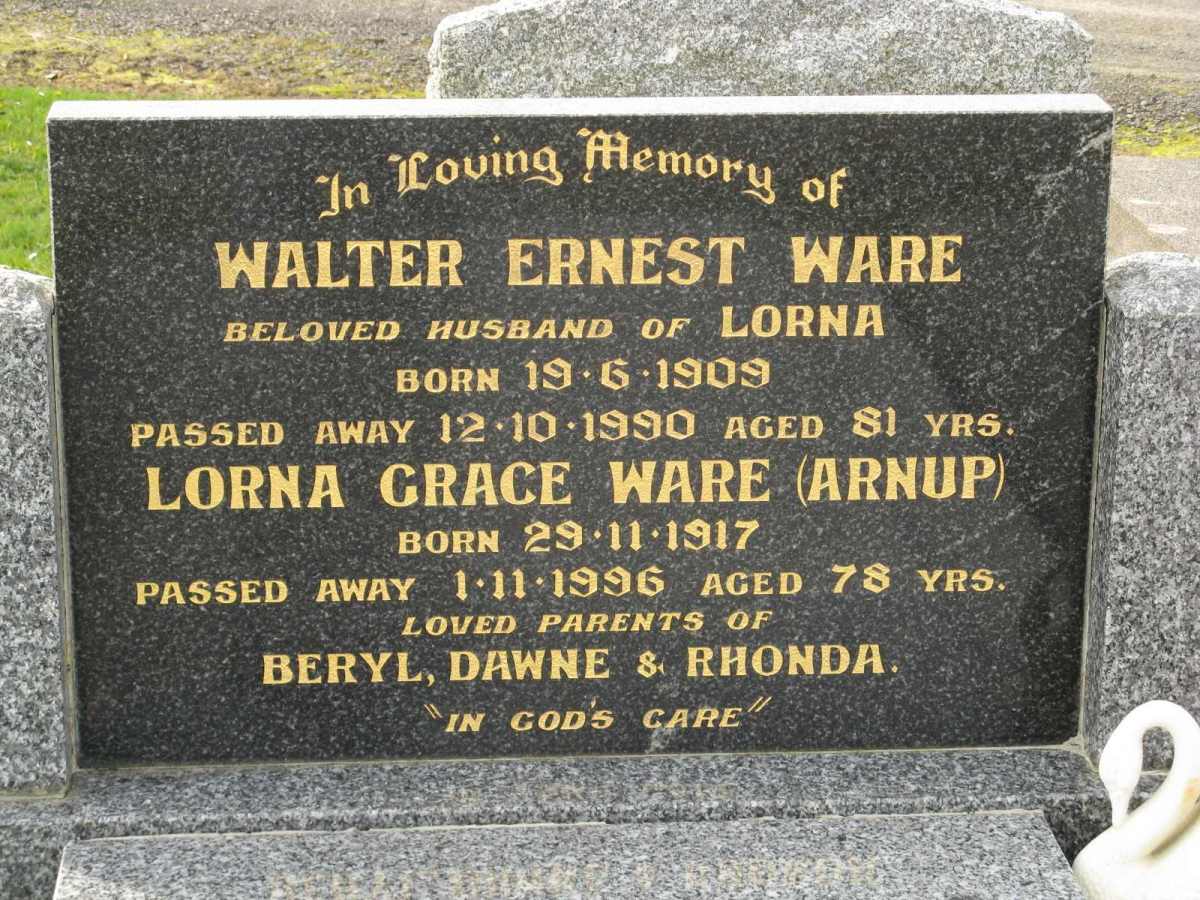 In Loving Memory of
WALTER ERNEST WARE
BELOVED HUSBAND OF LORNA
BORN 19·6·1909
PASSED AWAY 12·10·1990 AGED 81 YRS.
LORNA GRACE WARE (ARNUP)
BORN 29·11·1917
PASSED AWAY 1·11·1996 AGED 78 YRS.
LOVED PARENTS OF
BERYL, DAWNE & RHONDA.
"IN GOD'S CARE"